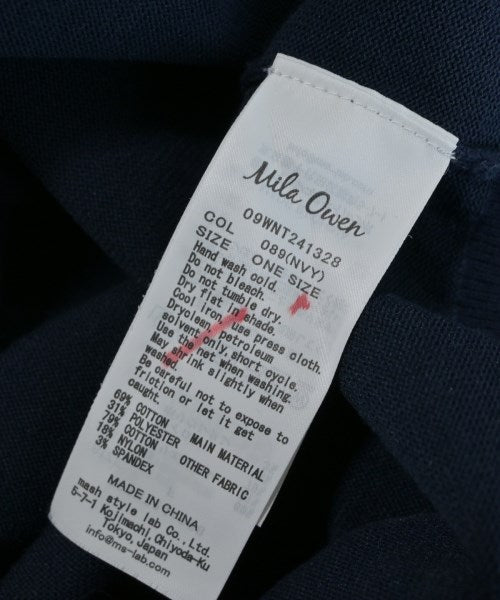 Mila Owen
09WNT241328
COL 089(NVY)
SIZE ONE SIZE
Hand wash cold.
Do not bleach.
Do not tumble dry.
Dry flat in shade.
Cool iron, use press cloth.
Dryclean, petroleum
solvent only, short cycle.
Use the net when washing.
May shrink slightly when
washed.
Be careful not to expose to
friction or let it get
caught.
69% COTTON
31% POLYESTER MAIN MATERIAL
79% COTTON
18% NYLON OTHER FABRIC
3% SPANDEX
MADE IN CHINA
mash style lab Co., Ltd.
5-7-1 Kojimachi, Chiyoda-Ku
Tokyo, Japan
info@ms-lab.com